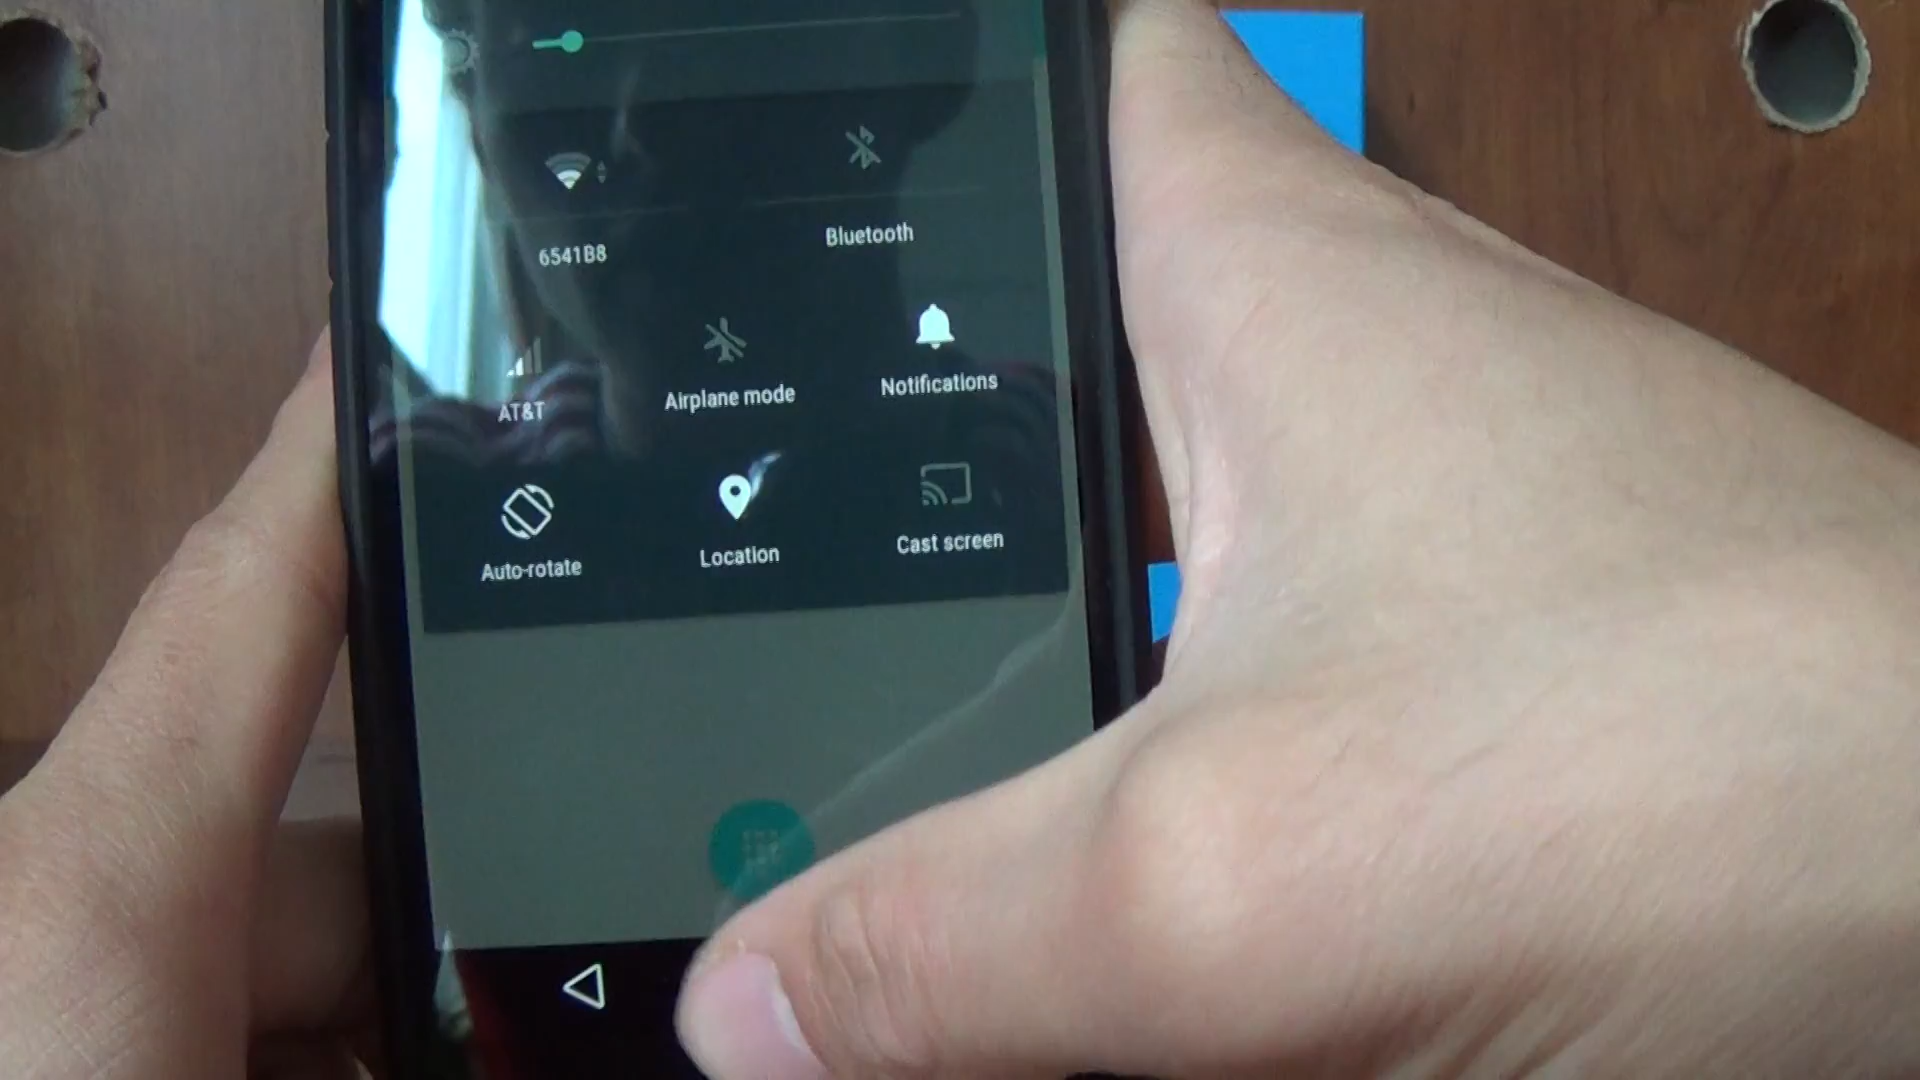 6541B8
Bluetooth
AT&T
Airplane mode
Notifications
Auto-rotate
Location
Cast screen